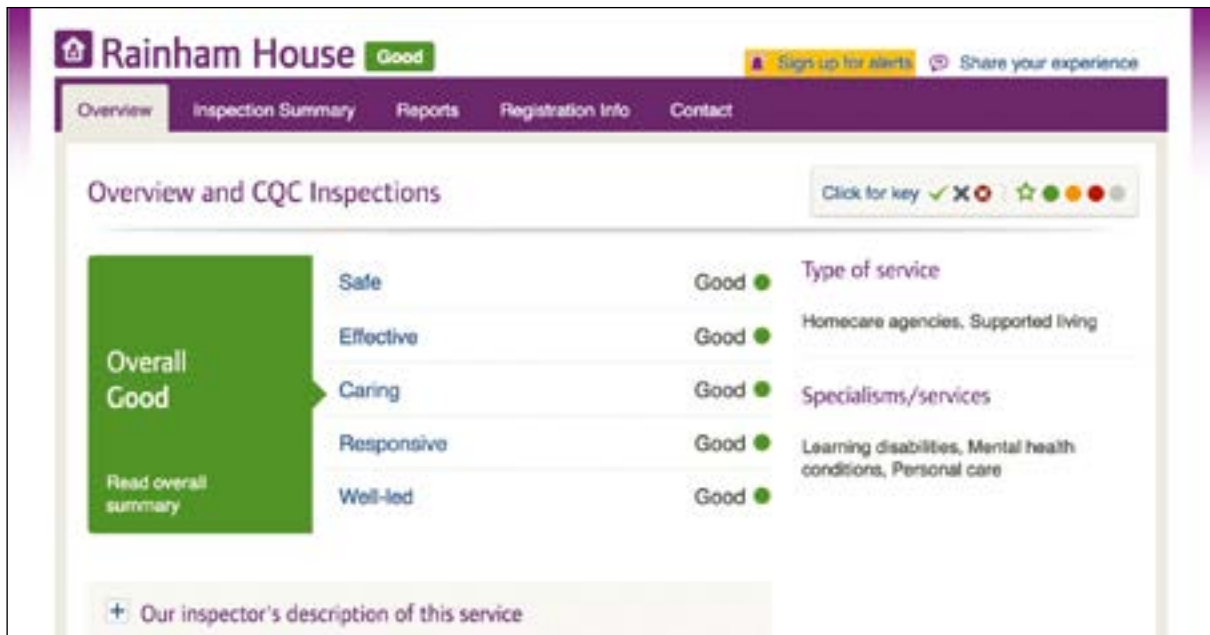 Rainham House Good
Sign up for alerts Share your experience
Overview Inspection Summary Reports Registration Info Contact
Overview and CQC Inspections
Click for key
Overall
Good
Read overall
summary
Safe Good
Effective Good
Caring Good
Responsive Good
Well-led Good
Type of service
Homecare agencies, Supported living
Specialisms/services
Learning disabilities, Mental health
conditions, Personal care
Our inspector's description of this service